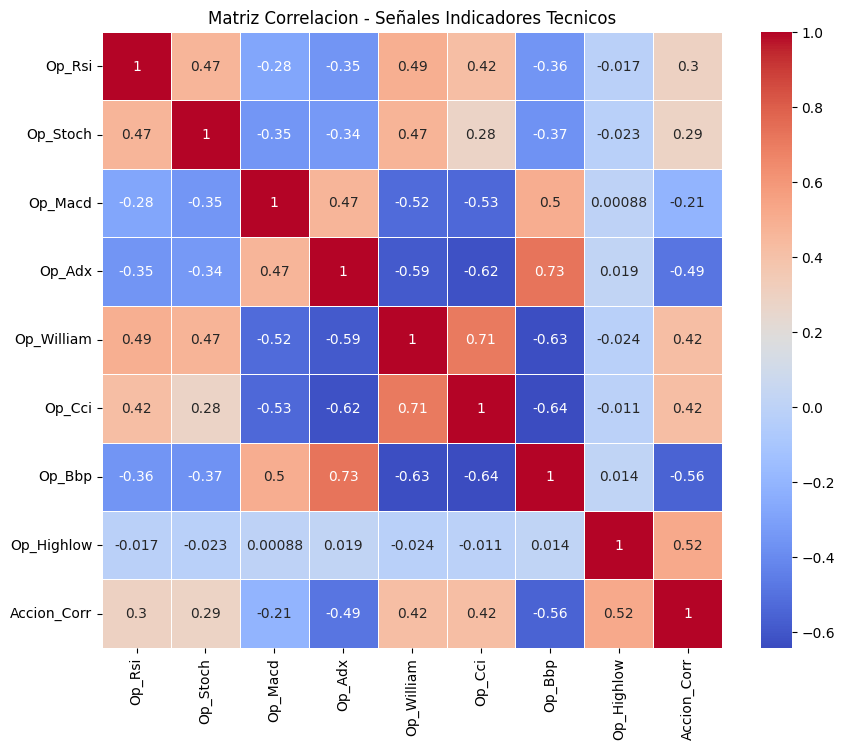 Matriz Correlacion - Señales Indicadores Tecnicos
Op_Rsi 1 0.47 -0.28 -0.35 0.49 0.42 -0.36 -0.017 0.3
Op_Stoch 0.47 1 -0.35 -0.34 0.47 0.28 -0.37 -0.023 0.29
Op_Macd -0.28 -0.35 1 0.47 -0.52 -0.53 0.5 0.00088 -0.21
Op_Adx -0.35 -0.34 0.47 1 -0.59 -0.62 0.73 0.019 -0.49
Op_William 0.49 0.47 -0.52 -0.59 1 0.71 -0.63 -0.024 0.42
Op_Cci 0.42 0.28 -0.53 -0.62 0.71 1 -0.64 -0.011 0.42
Op_Bbp -0.36 -0.37 0.5 0.73 -0.63 -0.64 1 0.014 -0.56
Op_Highlow -0.017 -0.023 0.00088 0.019 -0.024 -0.011 0.014 1 0.52
Accion_Corr 0.3 0.29 -0.21 -0.49 0.42 0.42 -0.56 0.52 1
Op_Rsi Op_Stoch Op_Macd Op_Adx Op_William Op_Cci Op_Bbp Op_Highlow Accion_Corr
1.0
0.8
0.6
0.4
0.2
0.0
−0.2
−0.4
−0.6